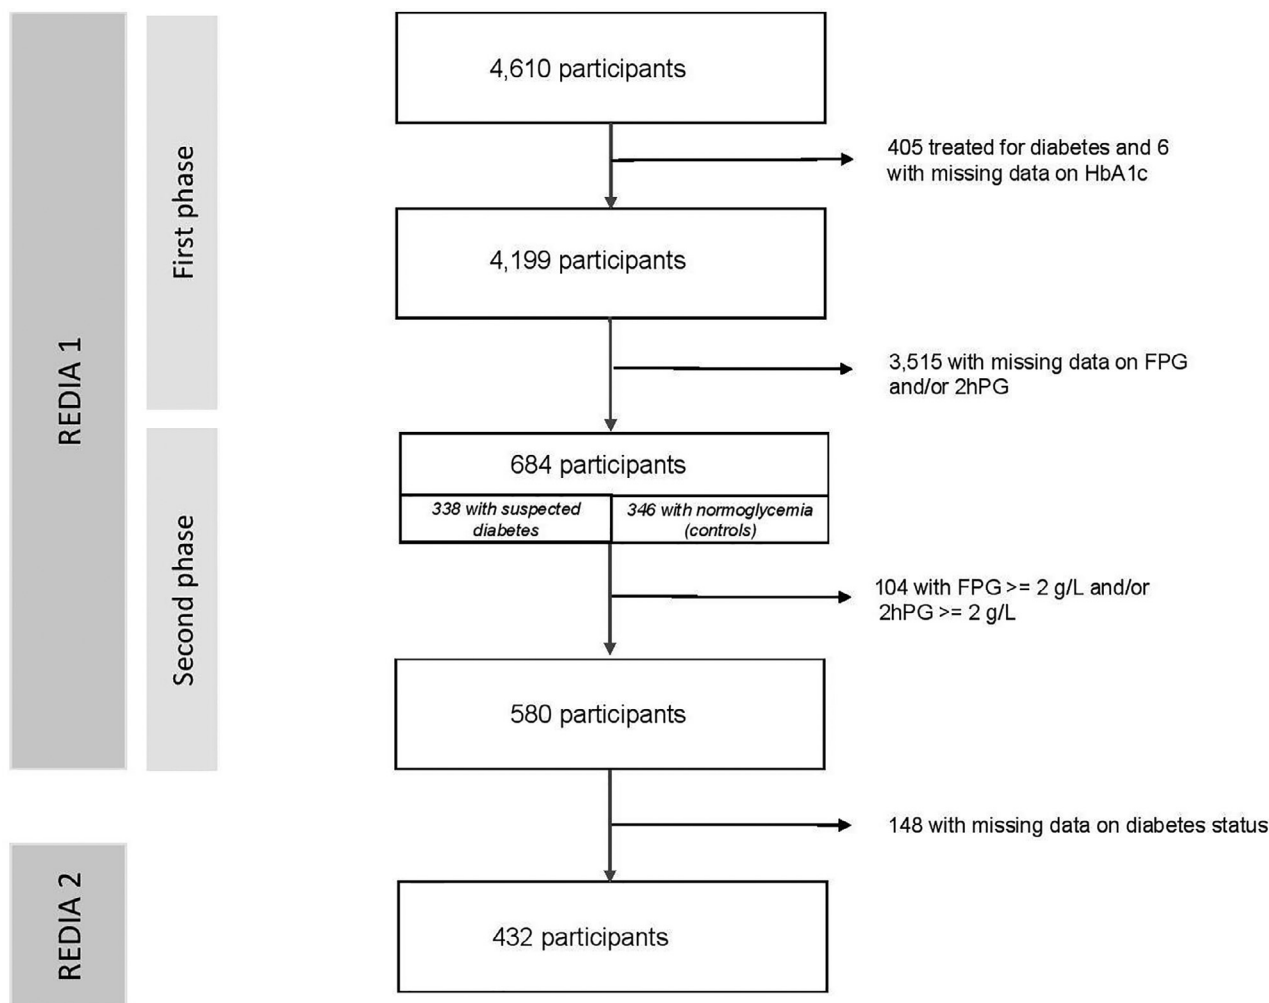 REDIA 1
First phase
4,610 participants
405 treated for diabetes and 6
with missing data on HbA1c
4,199 participants
3,515 with missing data on FPG
and/or 2hPG
Second phase
684 participants
338 with suspected
diabetes
346 with normoglycemia
(controls)
104 with FPG >= 2 g/L and/or
2hPG >= 2 g/L
580 participants
148 with missing data on diabetes status
REDIA 2
432 participants